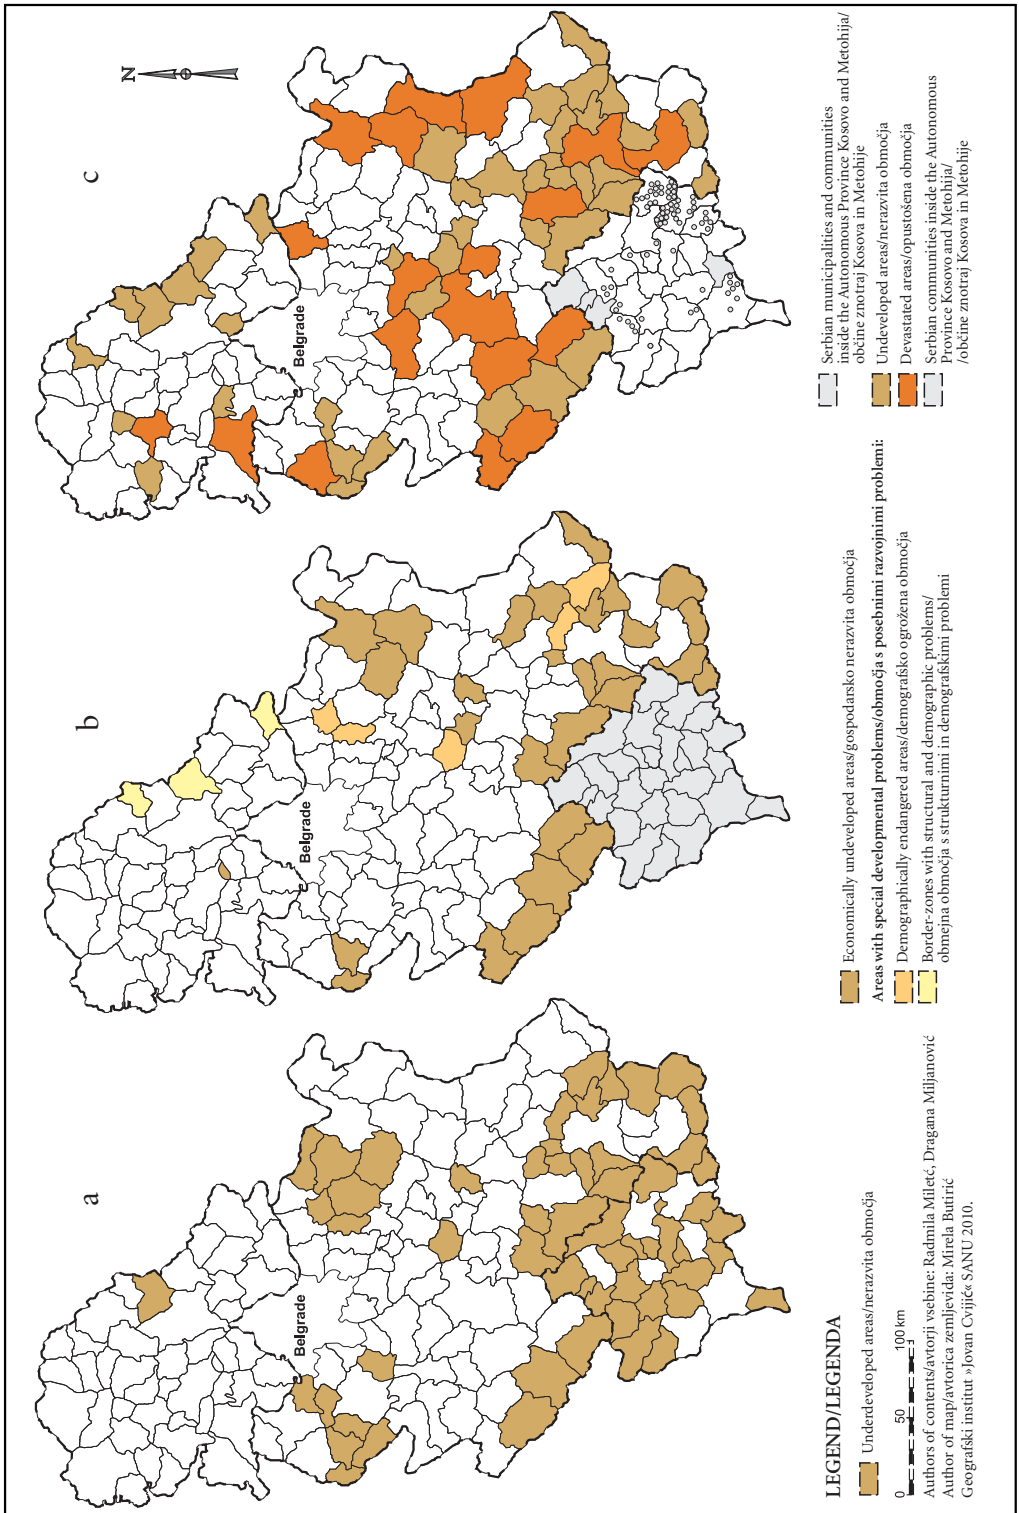 a
b
c
N
Belgrade
Belgrade
Belgrade
LEGEND/LEGENDA
Underdeveloped areas/nerazvita območja
0 50 100 km
Authors of contents/avtorji vsebine: Radmila Miletć, Dragana Miljanović
Author of map/avtorica zemljevida: Mirela Butirić
Geografski institut »Jovan Cvijić« SANU 2010.
Economically undeveloped areas/gospodarsko nerazvita območja
Areas with special developmental problems/območja s posebnimi razvojnimi problemi:
Demographically endangered areas/demografsko ogrožena območja
Border-zones with structural and demographic problems/
obmejna območja s strukturnimi in demografskimi problemi
Serbian municipalities and communities
inside the Autonomous Province Kosovo and Metohija/
občine znotraj Kosova in Metohije
Undeveloped areas/nerazvita območja
Devastated areas/opustošena območja
Serbian communities inside the Autonomous
Province Kosovo and Metohija/
/občine znotraj Kosova in Metohije